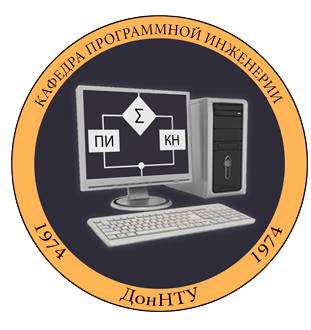 КАФЕДРА ПРОГРАММНОЙ ИНЖЕНЕРИИ
Σ
ПИ
КН
1974
ДонНТУ
1974